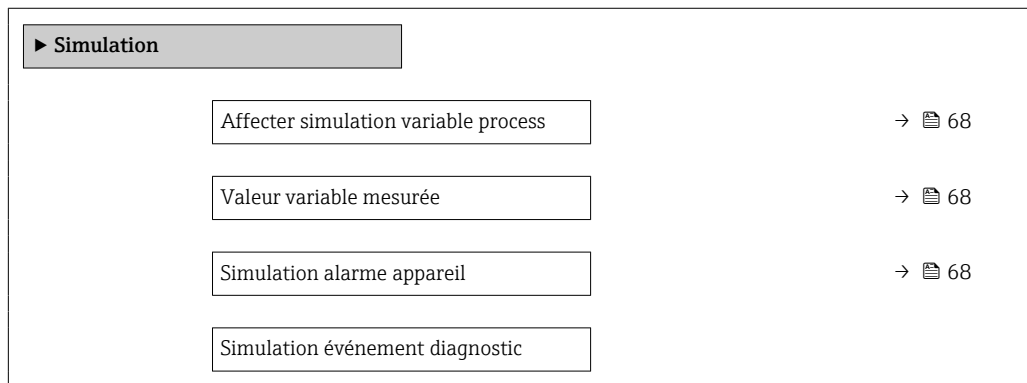 ▶ Simulation
Affecter simulation variable process → 68
Valeur variable mesurée → 68
Simulation alarme appareil → 68
Simulation événement diagnostic